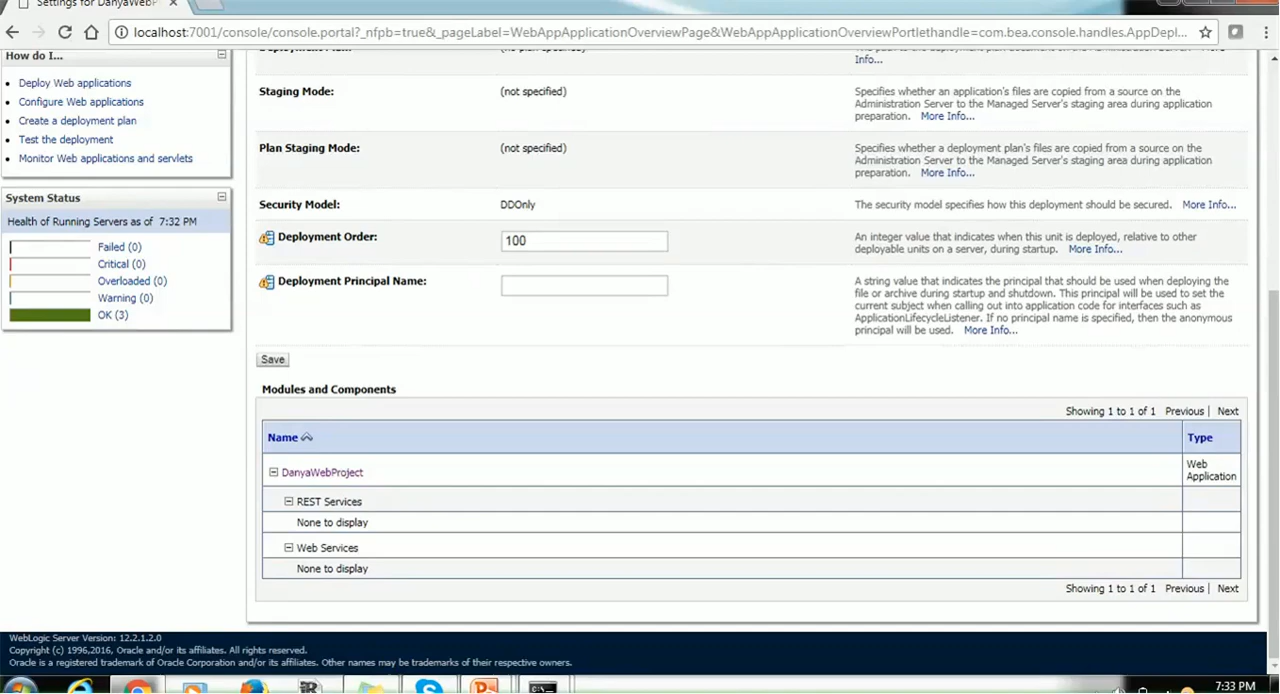 Settings for DanyaWebP
localhost:7001/console/console.portal?_nfpb=true&_pageLabel=WebAppApplicationOverviewPage&WebAppApplicationOverviewPortlethandle=com.bea.console.handles.AppDepl...
How do I...
Deploy Web applications
Configure Web applications
Create a deployment plan
Test the deployment
Monitor Web applications and servlets
System Status
Health of Running Servers as of 7:32 PM
Failed (0)
Critical (0)
Overloaded (0)
Warning (0)
OK (3)
Info...
Staging Mode:
(not specified)
Specifies whether an application's files are copied from a source on the
Administration Server to the Managed Server's staging area during application
preparation. More Info...
Plan Staging Mode:
(not specified)
Specifies whether a deployment plan's files are copied from a source on the
Administration Server to the Managed Server's staging area during application
preparation. More Info...
Security Model:
DDOnly
The security model specifies how this deployment should be secured. More Info...
Deployment Order:
100
An integer value that indicates when this unit is deployed, relative to other
deployable units on a server, during startup. More Info...
Deployment Principal Name:
A string value that indicates the principal that should be used when deploying the
file or archive during startup and shutdown. This principal will be used to set the
current subject when calling out into application code for interfaces such as
ApplicationLifecycleListener. If no principal name is specified, then the anonymous
principal will be used. More Info...
Save
Modules and Components
Showing 1 to 1 of 1 Previous | Next
Name
Type
DanyaWebProject
Web
Application
REST Services
None to display
Web Services
None to display
Showing 1 to 1 of 1 Previous | Next
WebLogic Server Version: 12.2.1.2.0
Copyright (c) 1996,2016, Oracle and/or its affiliates. All rights reserved.
Oracle is a registered trademark of Oracle Corporation and/or its affiliates. Other names may be trademarks of their respective owners.
7:33 PM